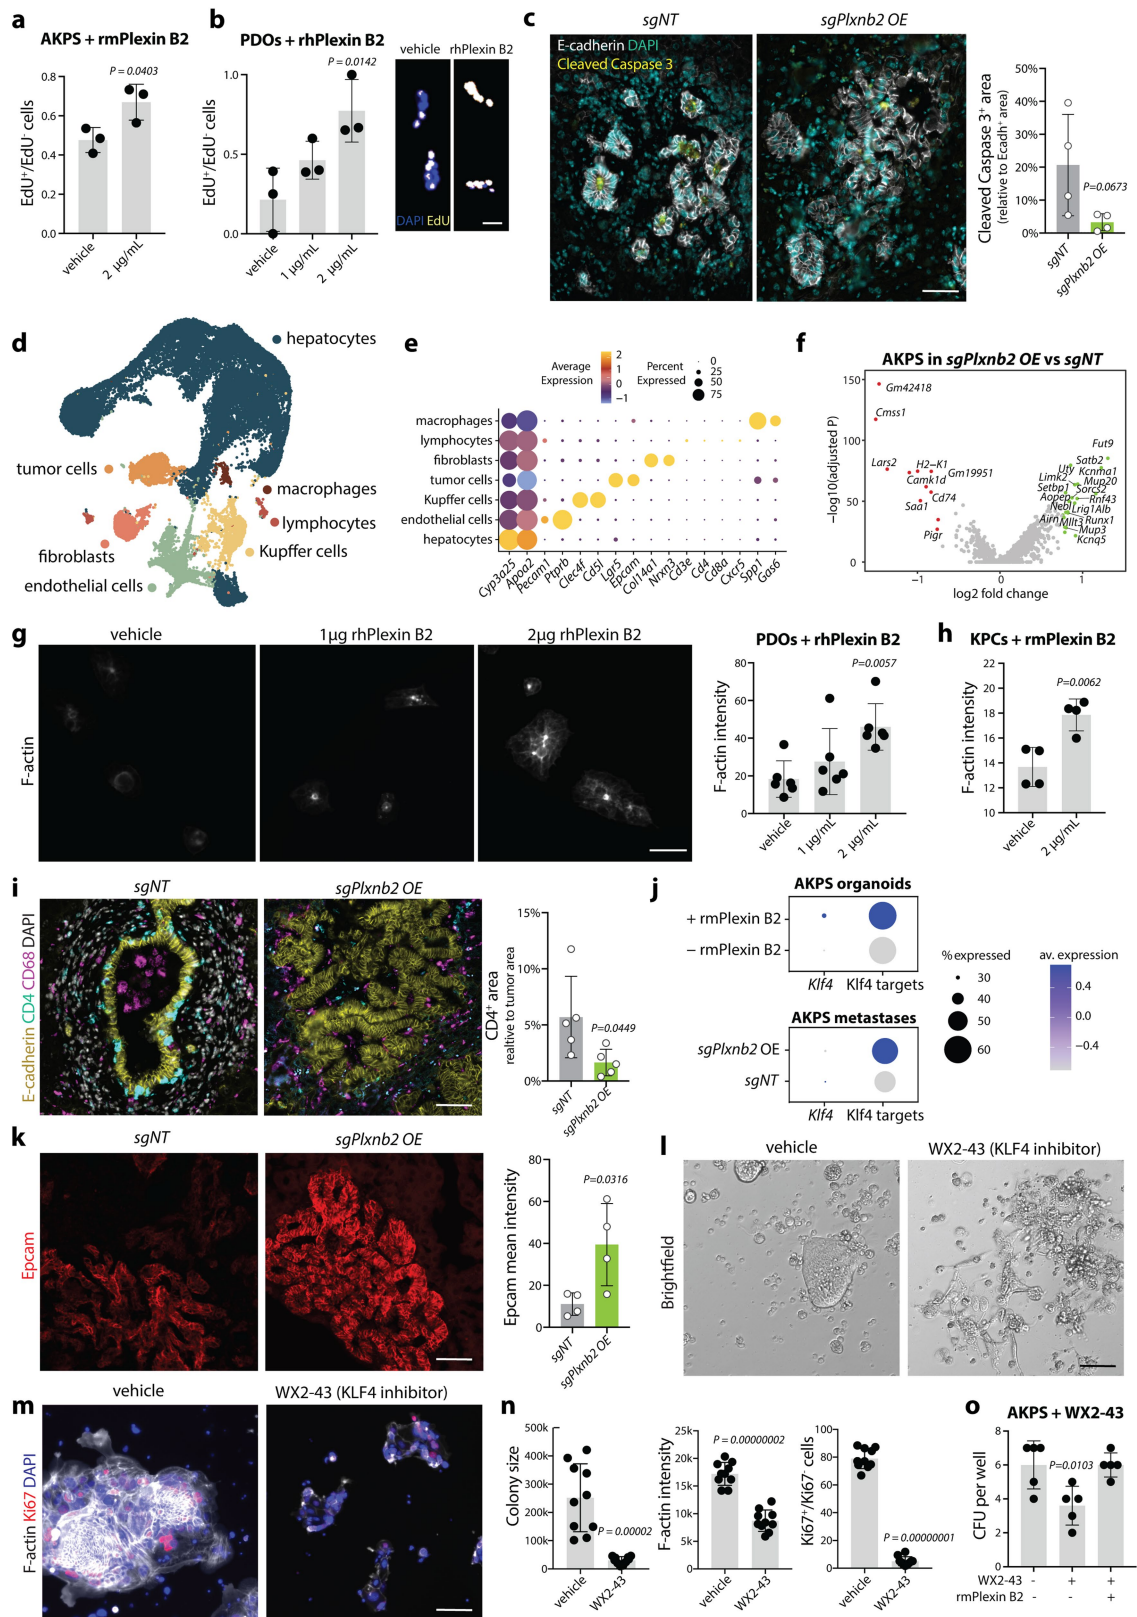 a
AKPS + rmPlexin B2
EdU⁺/EdU⁻ cells
0.8
0.6
0.4
0.2
0.0
P = 0.0403
vehicle
2 µg/mL
b
PDOs + rhPlexin B2
EdU⁺/EdU⁻ cells
1.0
0.5
0.0
P = 0.0142
vehicle
1 µg/mL
2 µg/mL
vehicle
rhPlexin B2
DAPI EdU
c
sgNT
sgPlxnb2 OE
E-cadherin DAPI
Cleaved Caspase 3
Cleaved Caspase 3⁺ area
(relative to Ecadh⁺ area)
50%
40%
30%
20%
10%
0%
P=0.0673
sgNT
sgPlxnb2 OE
d
hepatocytes
tumor cells
macrophages
lymphocytes
fibroblasts
Kupffer cells
endothelial cells
e
Average
Expression
2
1
0
−1
Percent
Expressed
0
25
50
75
macrophages
lymphocytes
fibroblasts
tumor cells
Kupffer cells
endothelial cells
hepatocytes
Cyp3a25
Apoa2
Pecam1
Ptprb
Clec4f
Cd5l
Lgr5
Epcam
Col14a1
Nrxn3
Cd3e
Cd4
Cd8a
Cxcr5
Spp1
Gas6
f
AKPS in sgPlxnb2 OE vs sgNT
−log10(adjusted P)
150
100
50
0
Gm42418
Cmss1
Lars2
H2−K1
Gm19951
Camk1d
Cd74
Saa1
Pigr
Fut9
Satb2
Uty
Kcnma1
Limk2
Mup20
Setbp1
Sorcs2
Aopep
Rnf43
Nebl
Lrig1
Alb
Airn
Mllt3
Runx1
Mup3
Kcnq5
−1
0
1
log2 fold change
g
vehicle
1µg rhPlexin B2
2µg rhPlexin B2
F-actin
PDOs + rhPlexin B2
F-actin intensity
80
60
40
20
0
P=0.0057
vehicle
1 µg/mL
2 µg/mL
h
KPCs + rmPlexin B2
F-actin intensity
22
20
18
16
14
12
10
P=0.0062
vehicle
2 µg/mL
i
sgNT
sgPlxnb2 OE
E-cadherin CD4 CD68 DAPI
CD4⁺ area
realtive to tumor area
15%
10%
5%
0%
P=0.0449
sgNT
sgPlxnb2 OE
j
AKPS organoids
+ rmPlexin B2
− rmPlexin B2
Klf4
Klf4 targets
AKPS metastases
sgPlxnb2 OE
sgNT
Klf4
Klf4 targets
% expressed
30
40
50
60
av. expression
0.4
0.0
−0.4
k
sgNT
sgPlxnb2 OE
Epcam
Epcam mean intensity
80
60
40
20
0
P=0.0316
sgNT
sgPlxnb2 OE
l
vehicle
WX2-43 (KLF4 inhibitor)
Brightfield
m
vehicle
WX2-43 (KLF4 inhibitor)
F-actin Ki67 DAPI
n
Colony size
500k
400k
300k
200k
100k
0
P = 0.00002
vehicle
WX2-43
F-actin intensity
25k
20k
15k
10k
5k
0
P = 0.00000002
vehicle
WX2-43
Ki67⁺/Ki67⁻ cells
100
80
60
40
20
0
P = 0.00000001
vehicle
WX2-43
o
AKPS + WX2-43
CFU per well
8
6
4
2
0
P=0.0103
WX2-43 - + +
rmPlexin B2 - - +